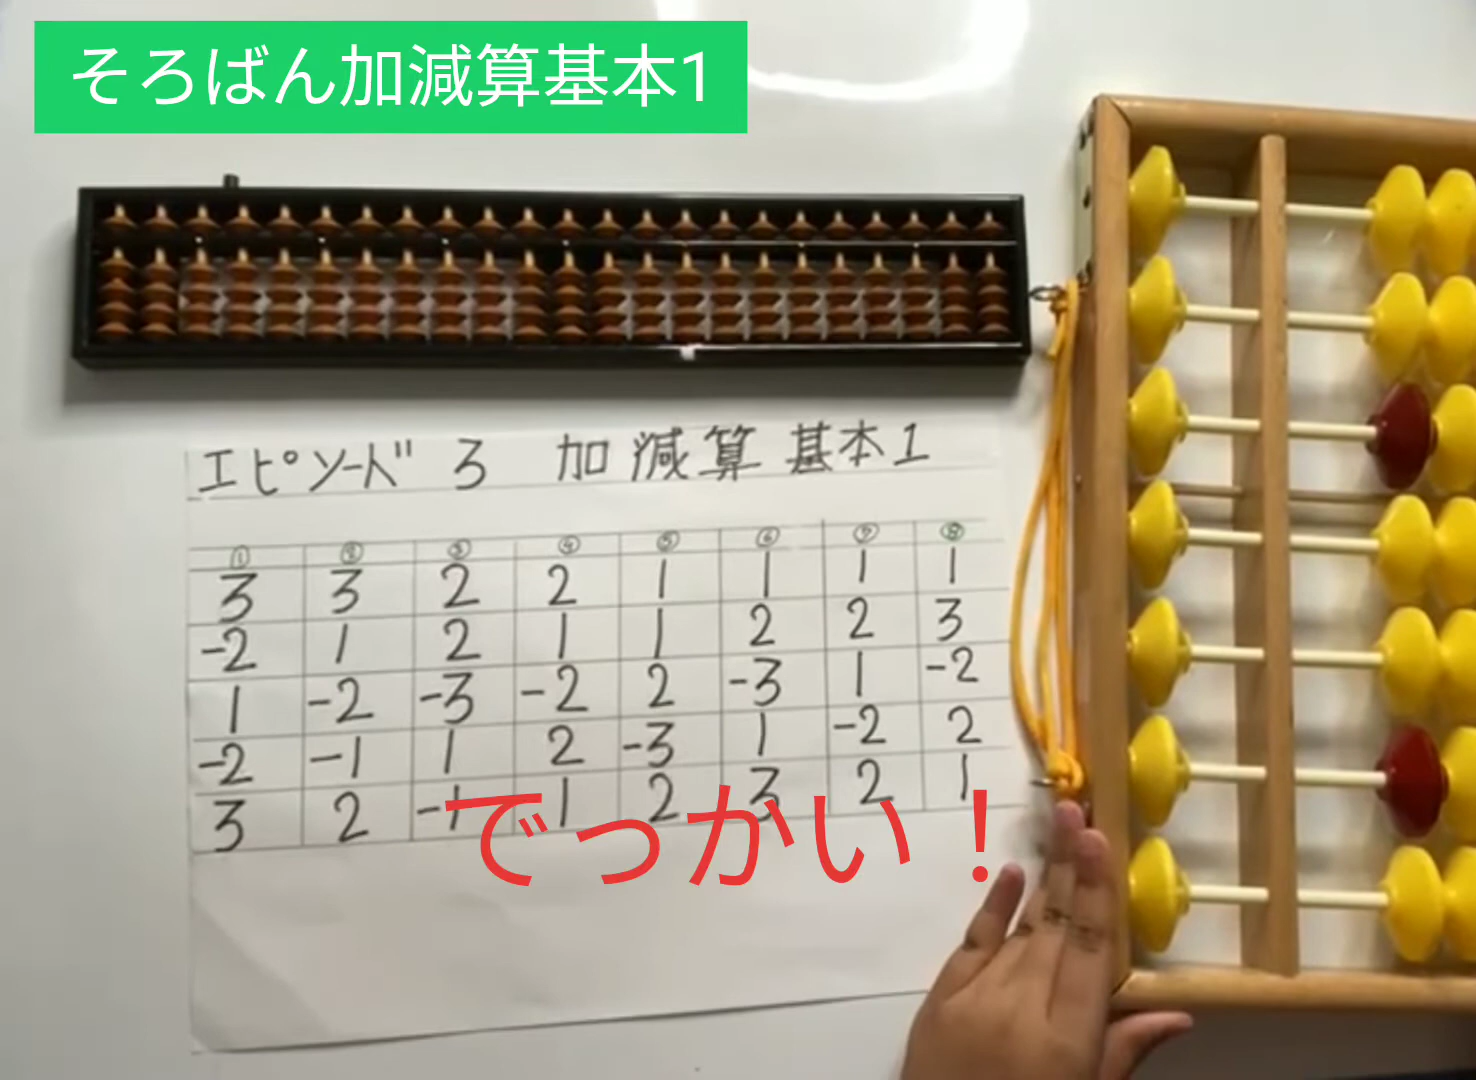 そろばん加減算基本1
エピソード 3 加減算 基本1
① ② ③ ④ ⑤ ⑥ ⑦ ⑧
3 3 2 2 1 1 1 1
-2 1 2 1 1 2 2 3
1 -2 -3 -2 2 -3 1 -2
-2 -1 1 2 -3 1 -2 2
3 2 -1 1 2 3 2 1
でっかい！